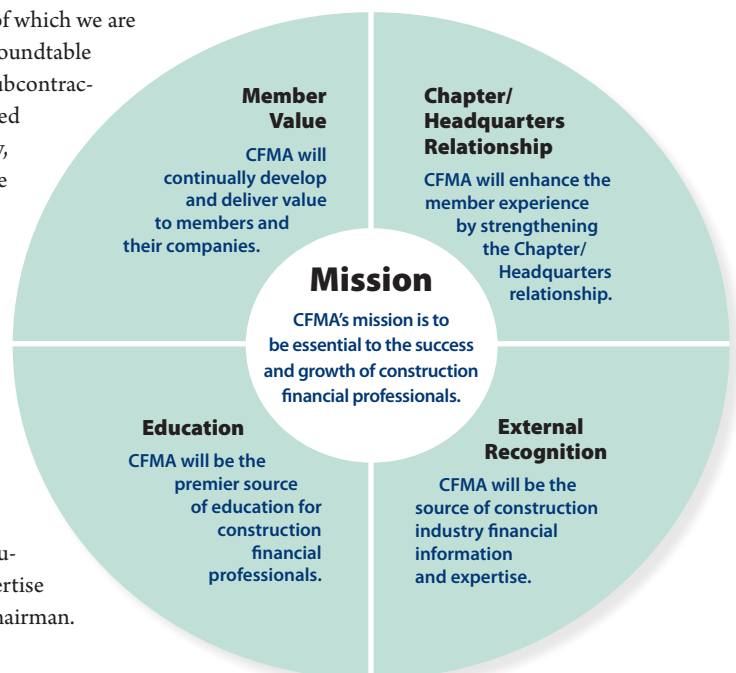 of which we are
oundtable
ubcontrac-
ed
y,
e
u-
ertise
hairman.
Member
Value
CFMA will
continually develop
and deliver value
to members and
their companies.
Chapter/
Headquarters
Relationship
CFMA will enhance the
member experience
by strengthening
the Chapter/
Headquarters
relationship.
Mission
CFMA's mission is to
be essential to the success
and growth of construction
financial professionals.
Education
CFMA will be the
premier source
of education for
construction
financial
professionals.
External
Recognition
CFMA will be the
source of construction
industry financial
information
and expertise.